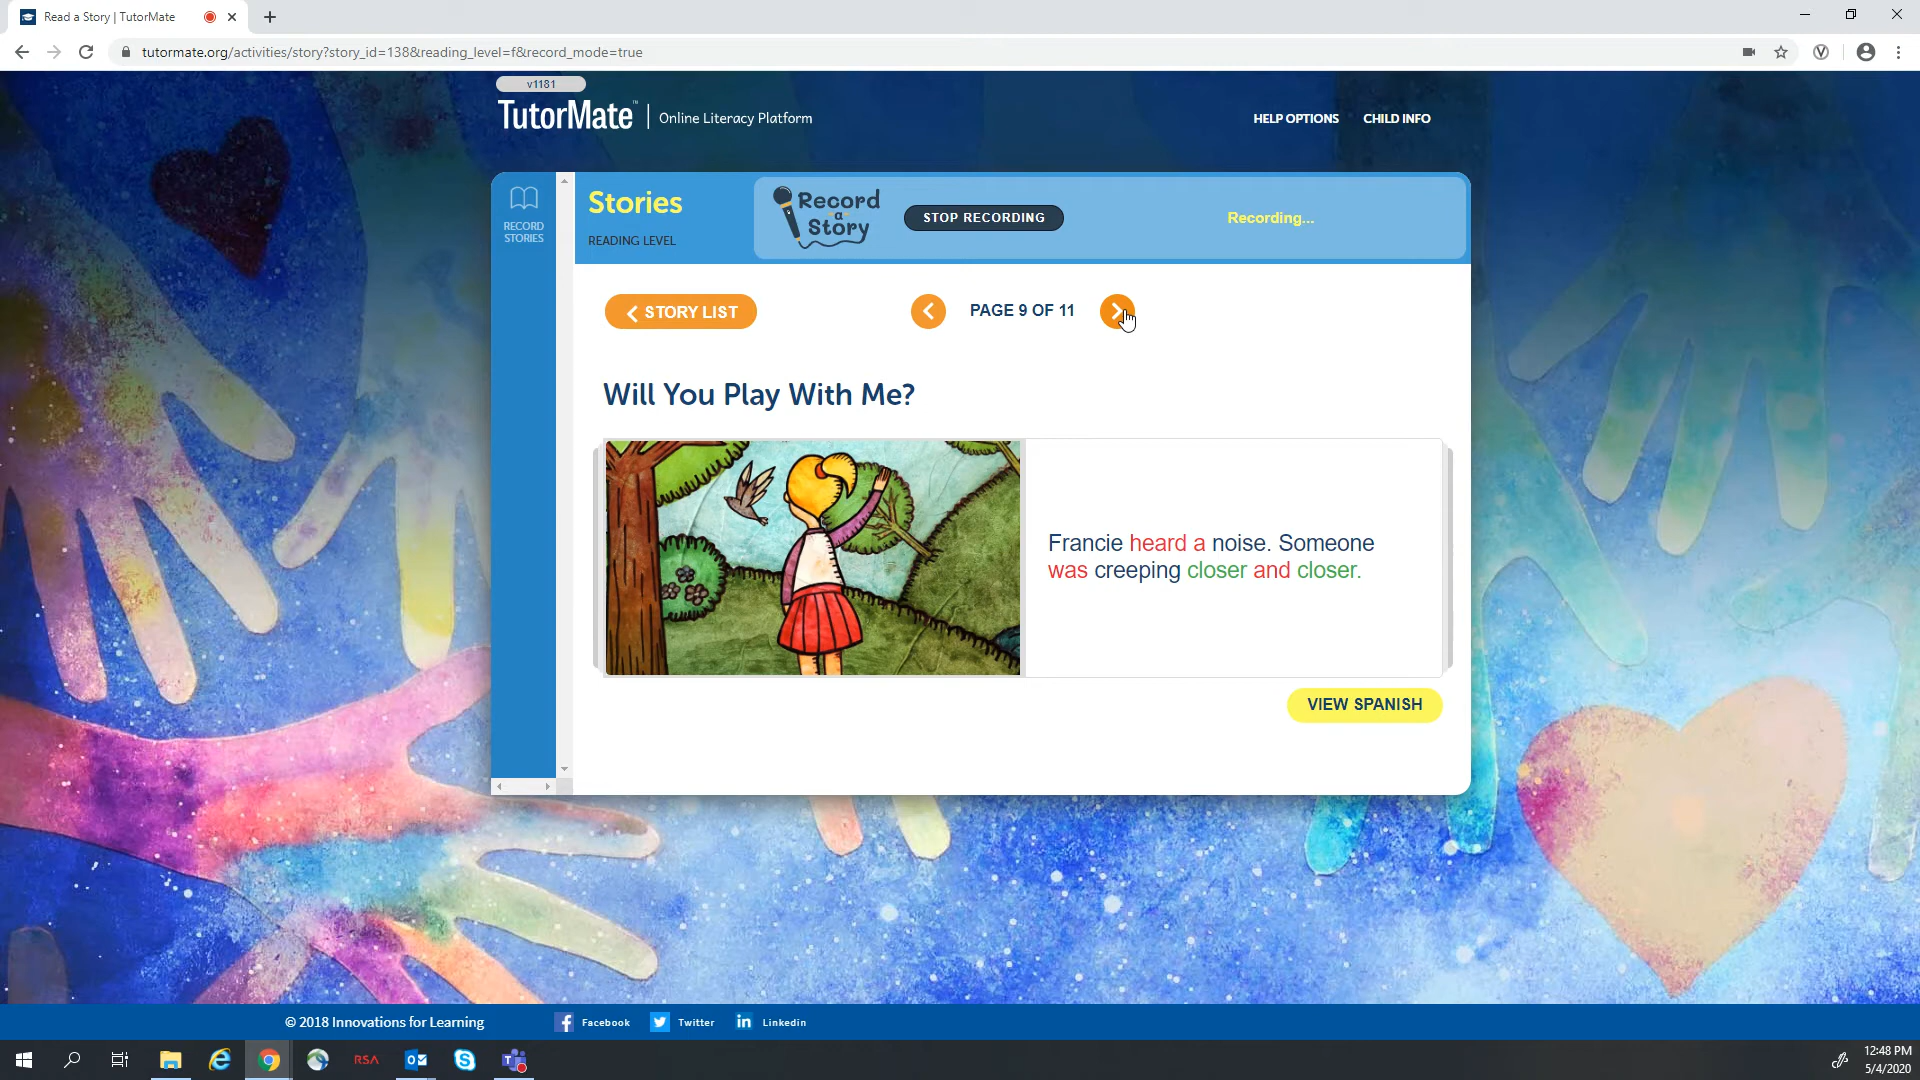 Read a Story | TutorMate
tutormate.org/activities/story?story_id=138&reading_level=f&record_mode=true
v1181
TutorMate™ | Online Literacy Platform
HELP OPTIONS CHILD INFO
RECORD
STORIES
Stories
READING LEVEL
Record
a
Story
STOP RECORDING
Recording...
STORY LIST
PAGE 9 OF 11
Will You Play With Me?
Francie heard a noise. Someone
was creeping closer and closer.
VIEW SPANISH
© 2018 Innovations for Learning
Facebook
Twitter
Linkedin
RSA
12:48 PM
5/4/2020